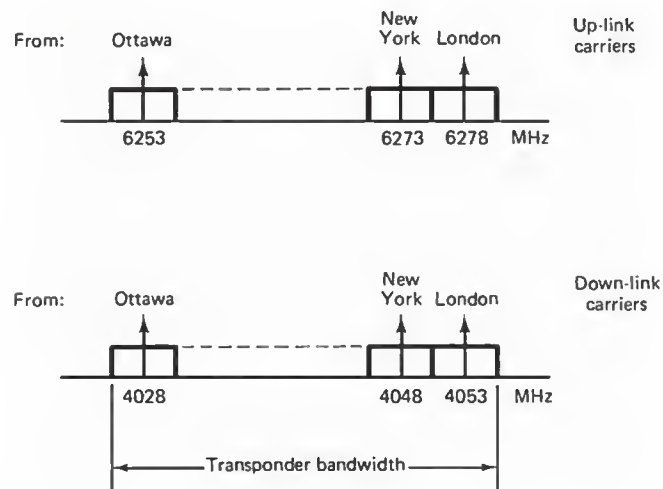 From:
Ottawa
New
York
London
Up-link
carriers
6253
6273
6278
MHz
From:
Ottawa
New
York
London
Down-link
carriers
4028
4048
4053
MHz
Transponder bandwidth